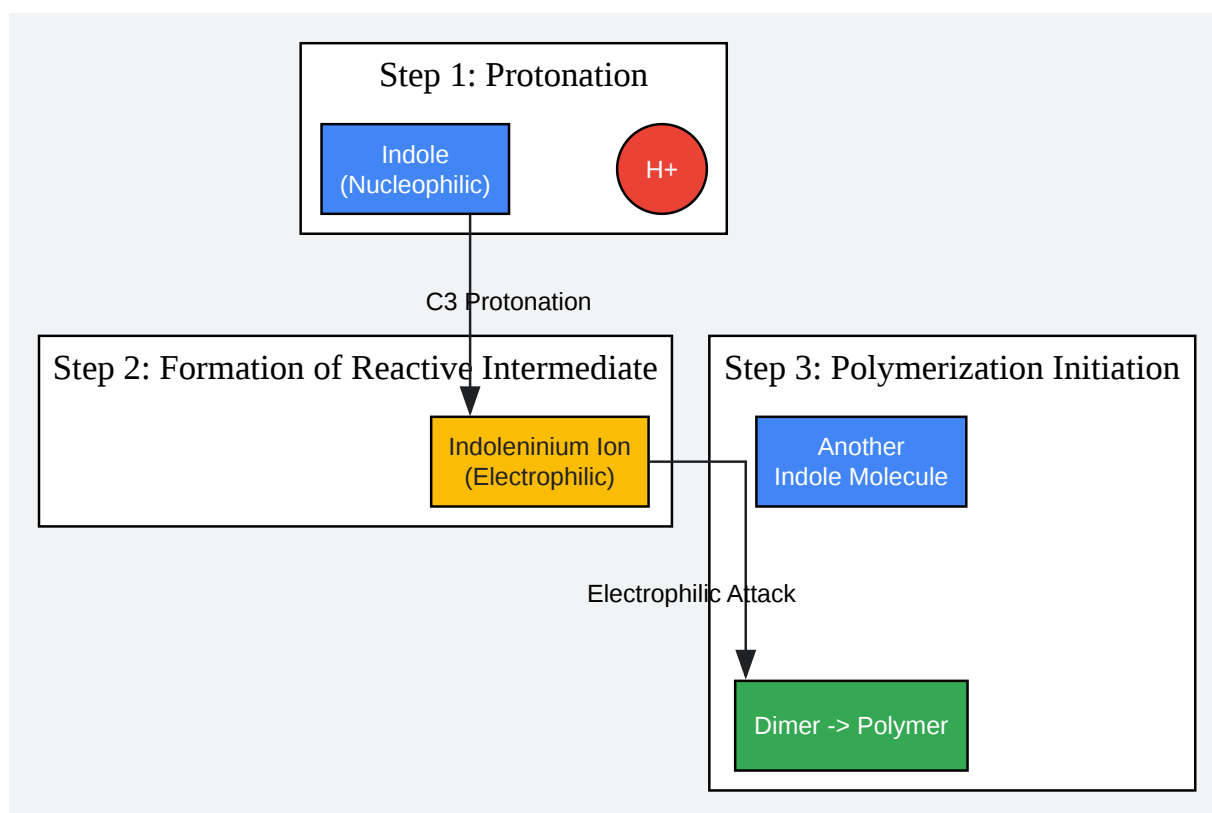 Step 1: Protonation
Indole
(Nucleophilic)
H+
C3 Protonation
Step 2: Formation of Reactive Intermediate
Indoleninium Ion
(Electrophilic)
Step 3: Polymerization Initiation
Another
Indole Molecule
Electrophilic Attack
Dimer -> Polymer